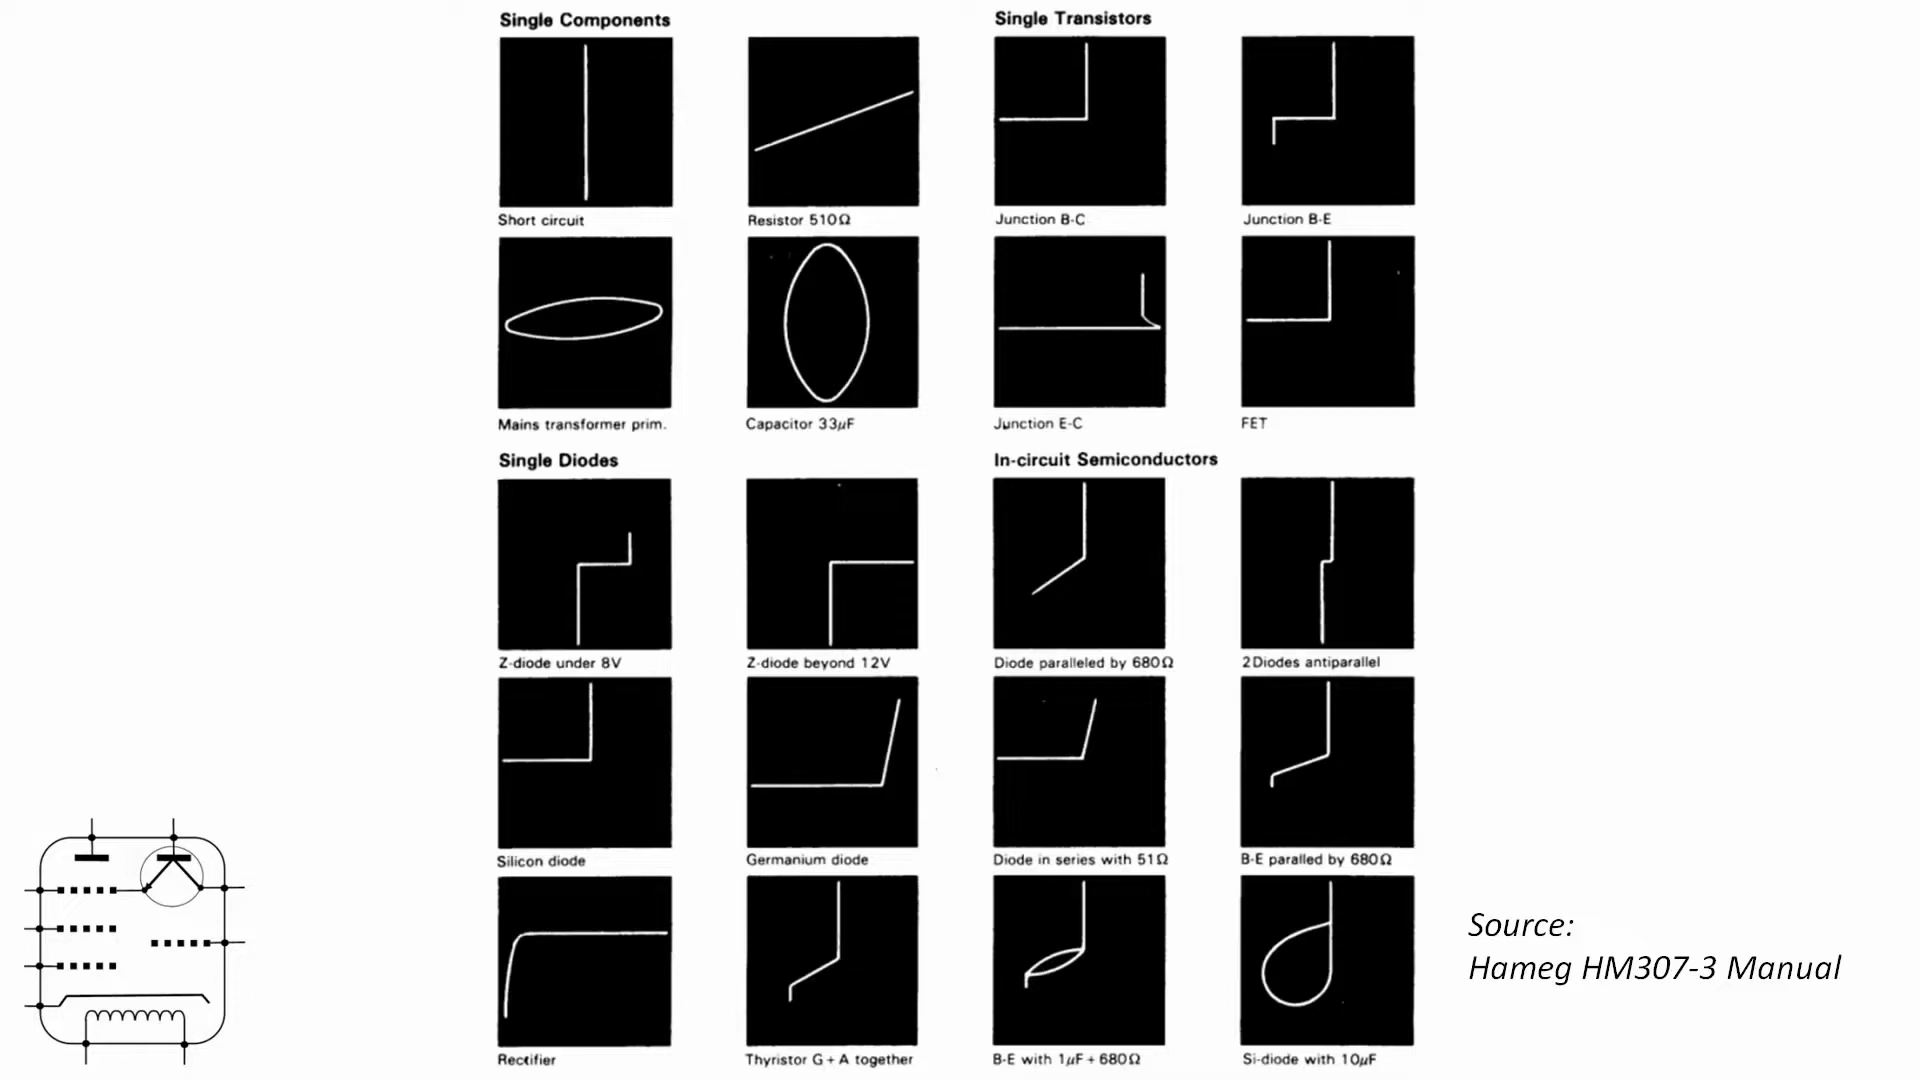 Single Components
Single Transistors
Short circuit
Resistor 510Ω
Junction B-C
Junction B-E
Mains transformer prim.
Capacitor 33μF
Junction E-C
FET
Single Diodes
In-circuit Semiconductors
Z-diode under 8V
Z-diode beyond 12V
Diode paralleled by 680Ω
2Diodes antiparallel
Silicon diode
Germanium diode
Diode in series with 51Ω
B-E paralled by 680Ω
Rectifier
Thyristor G+A together
B-E with 1μF+680Ω
Si-diode with 10μF
Source:
Hameg HM307-3 Manual